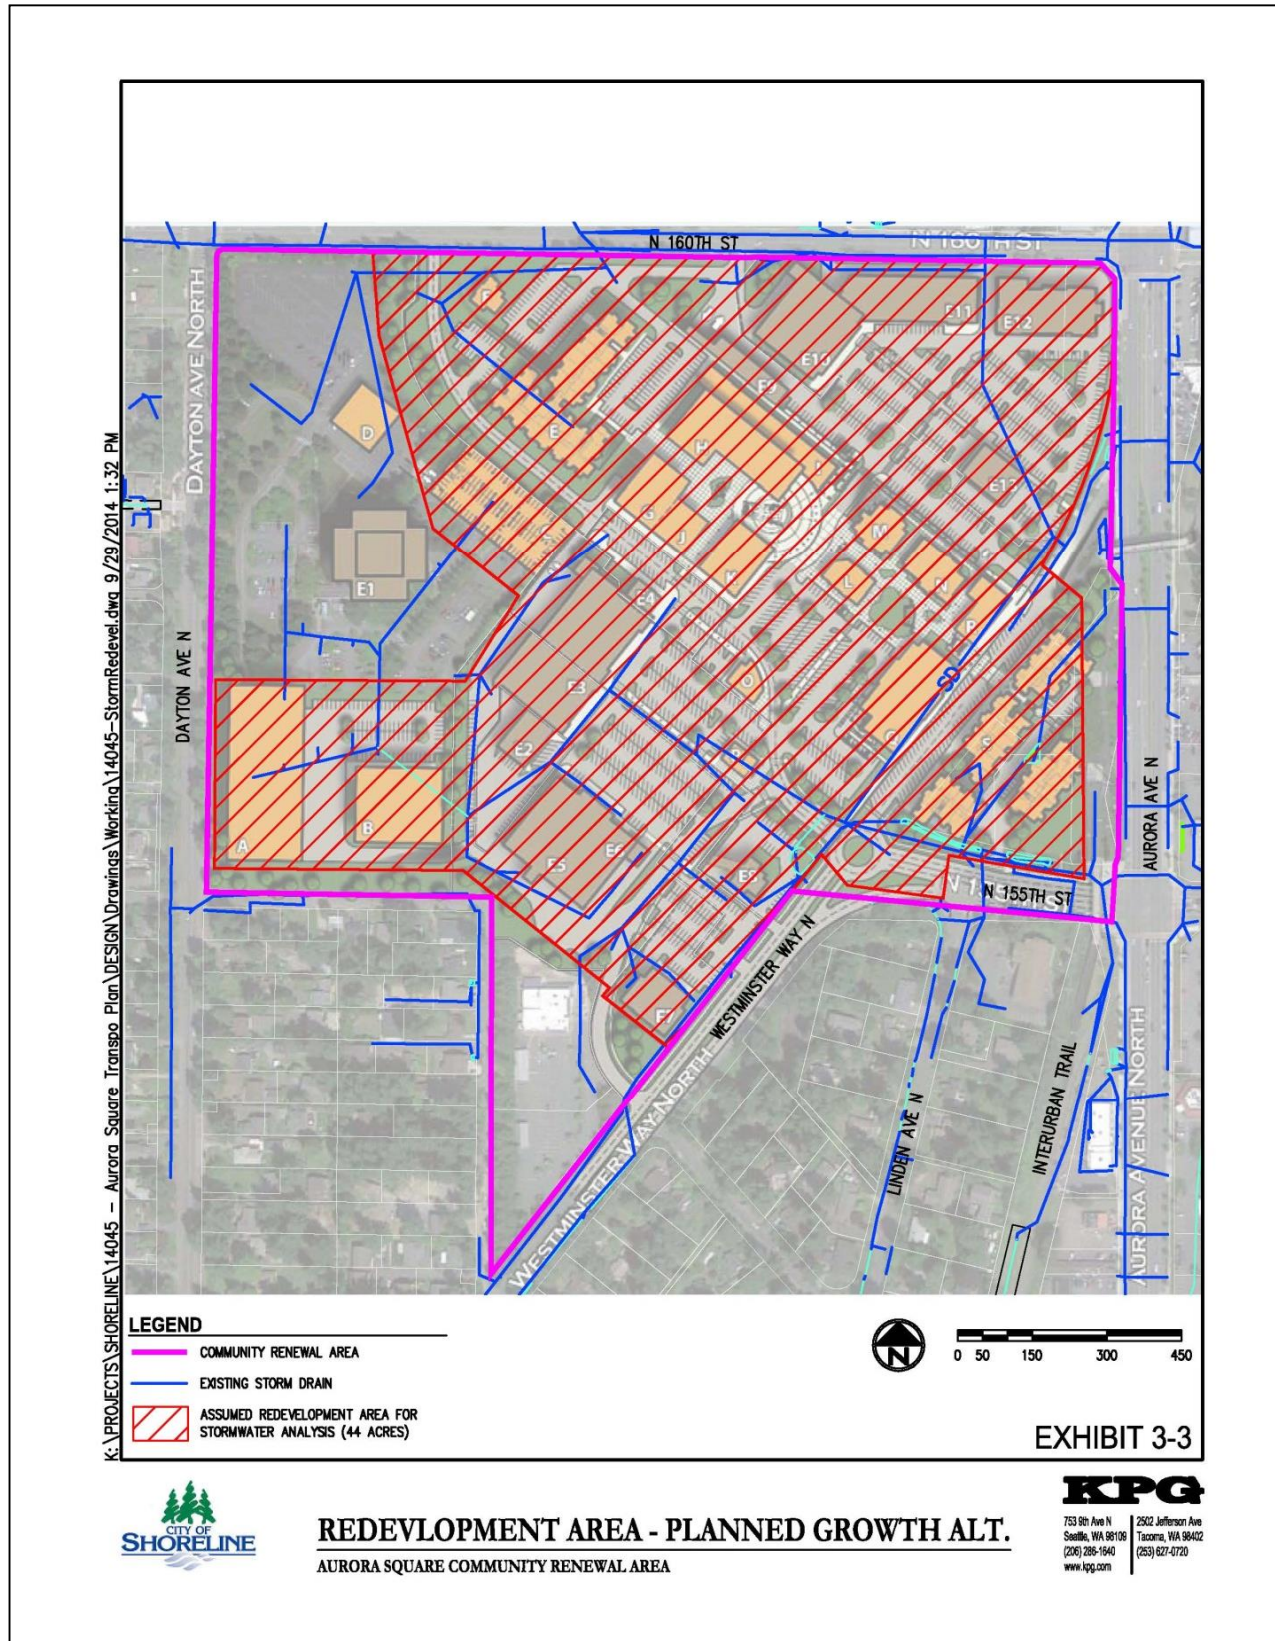 N 160TH ST
N 160TH ST
DAYTON AVE NORTH
F
E11
E12
E10
E9
D
E
H
I
E13
G
J
M
K
L
N
P
E1
E4
O
SD
E3
Q
S
E2
DAYTON AVE N
AURORA AVE N
A
B
E5
E6
E8
N 155TH ST
E7
WESTMINSTER WAY N
WESTMINSTER WAY NORTH
LINDEN AVE N
INTERURBAN TRAIL
AURORA AVENUE NORTH
K:\PROJECTS\SHORELINE\14045 - Aurora Square Transpo Plan\DESIGN\Drawings\Working\14045-StormRedevel.dwg 9/29/2014 1:32 PM
LEGEND
COMMUNITY RENEWAL AREA
EXISTING STORM DRAIN
ASSUMED REDEVELOPMENT AREA FOR
STORMWATER ANALYSIS (44 ACRES)
N
0 50 150 300 450
EXHIBIT 3-3
CITY OF
SHORELINE
REDEVLOPMENT AREA - PLANNED GROWTH ALT.
AURORA SQUARE COMMUNITY RENEWAL AREA
KPG
753 9th Ave N
Seattle, WA 98109
(206) 286-1640
www.kpg.com
2502 Jefferson Ave
Tacoma, WA 98402
(253) 627-0720